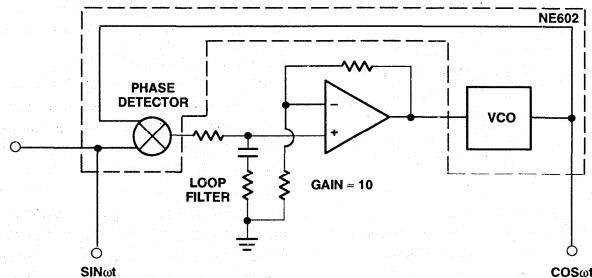 NE602
PHASE
DETECTOR
−
+
VCO
LOOP
FILTER
GAIN = 10
SINωt
COSωt